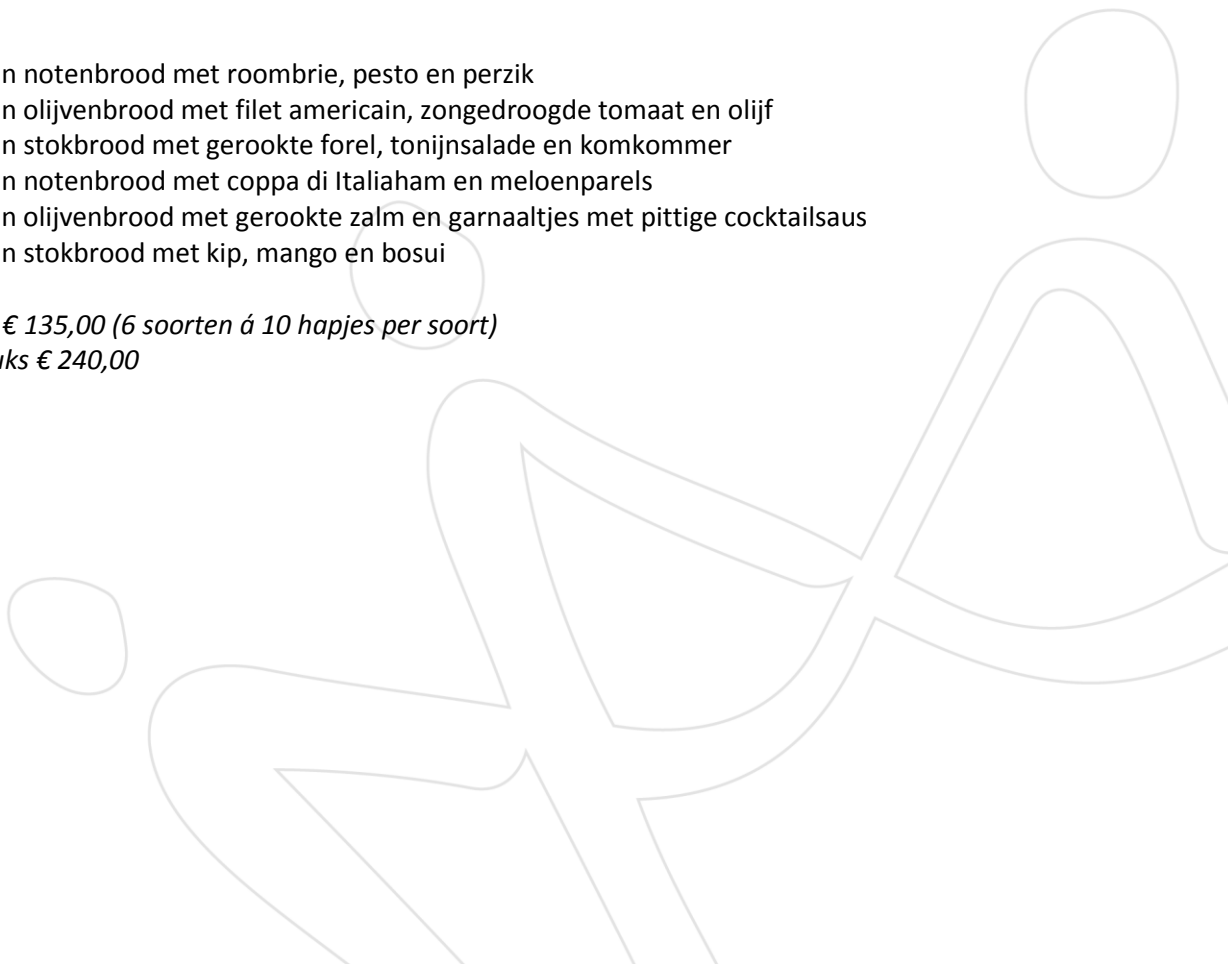 n notenbrood met roombrie, pesto en perzik
n olijvenbrood met filet americain, zongedroogde tomaat en olijf
n stokbrood met gerookte forel, tonijnsalade en komkommer
n notenbrood met coppa di Italiaham en meloenparels
n olijvenbrood met gerookte zalm en garnaaltjes met pittige cocktailsaus
n stokbrood met kip, mango en bosui
€ 135,00 (6 soorten á 10 hapjes per soort)
ks € 240,00